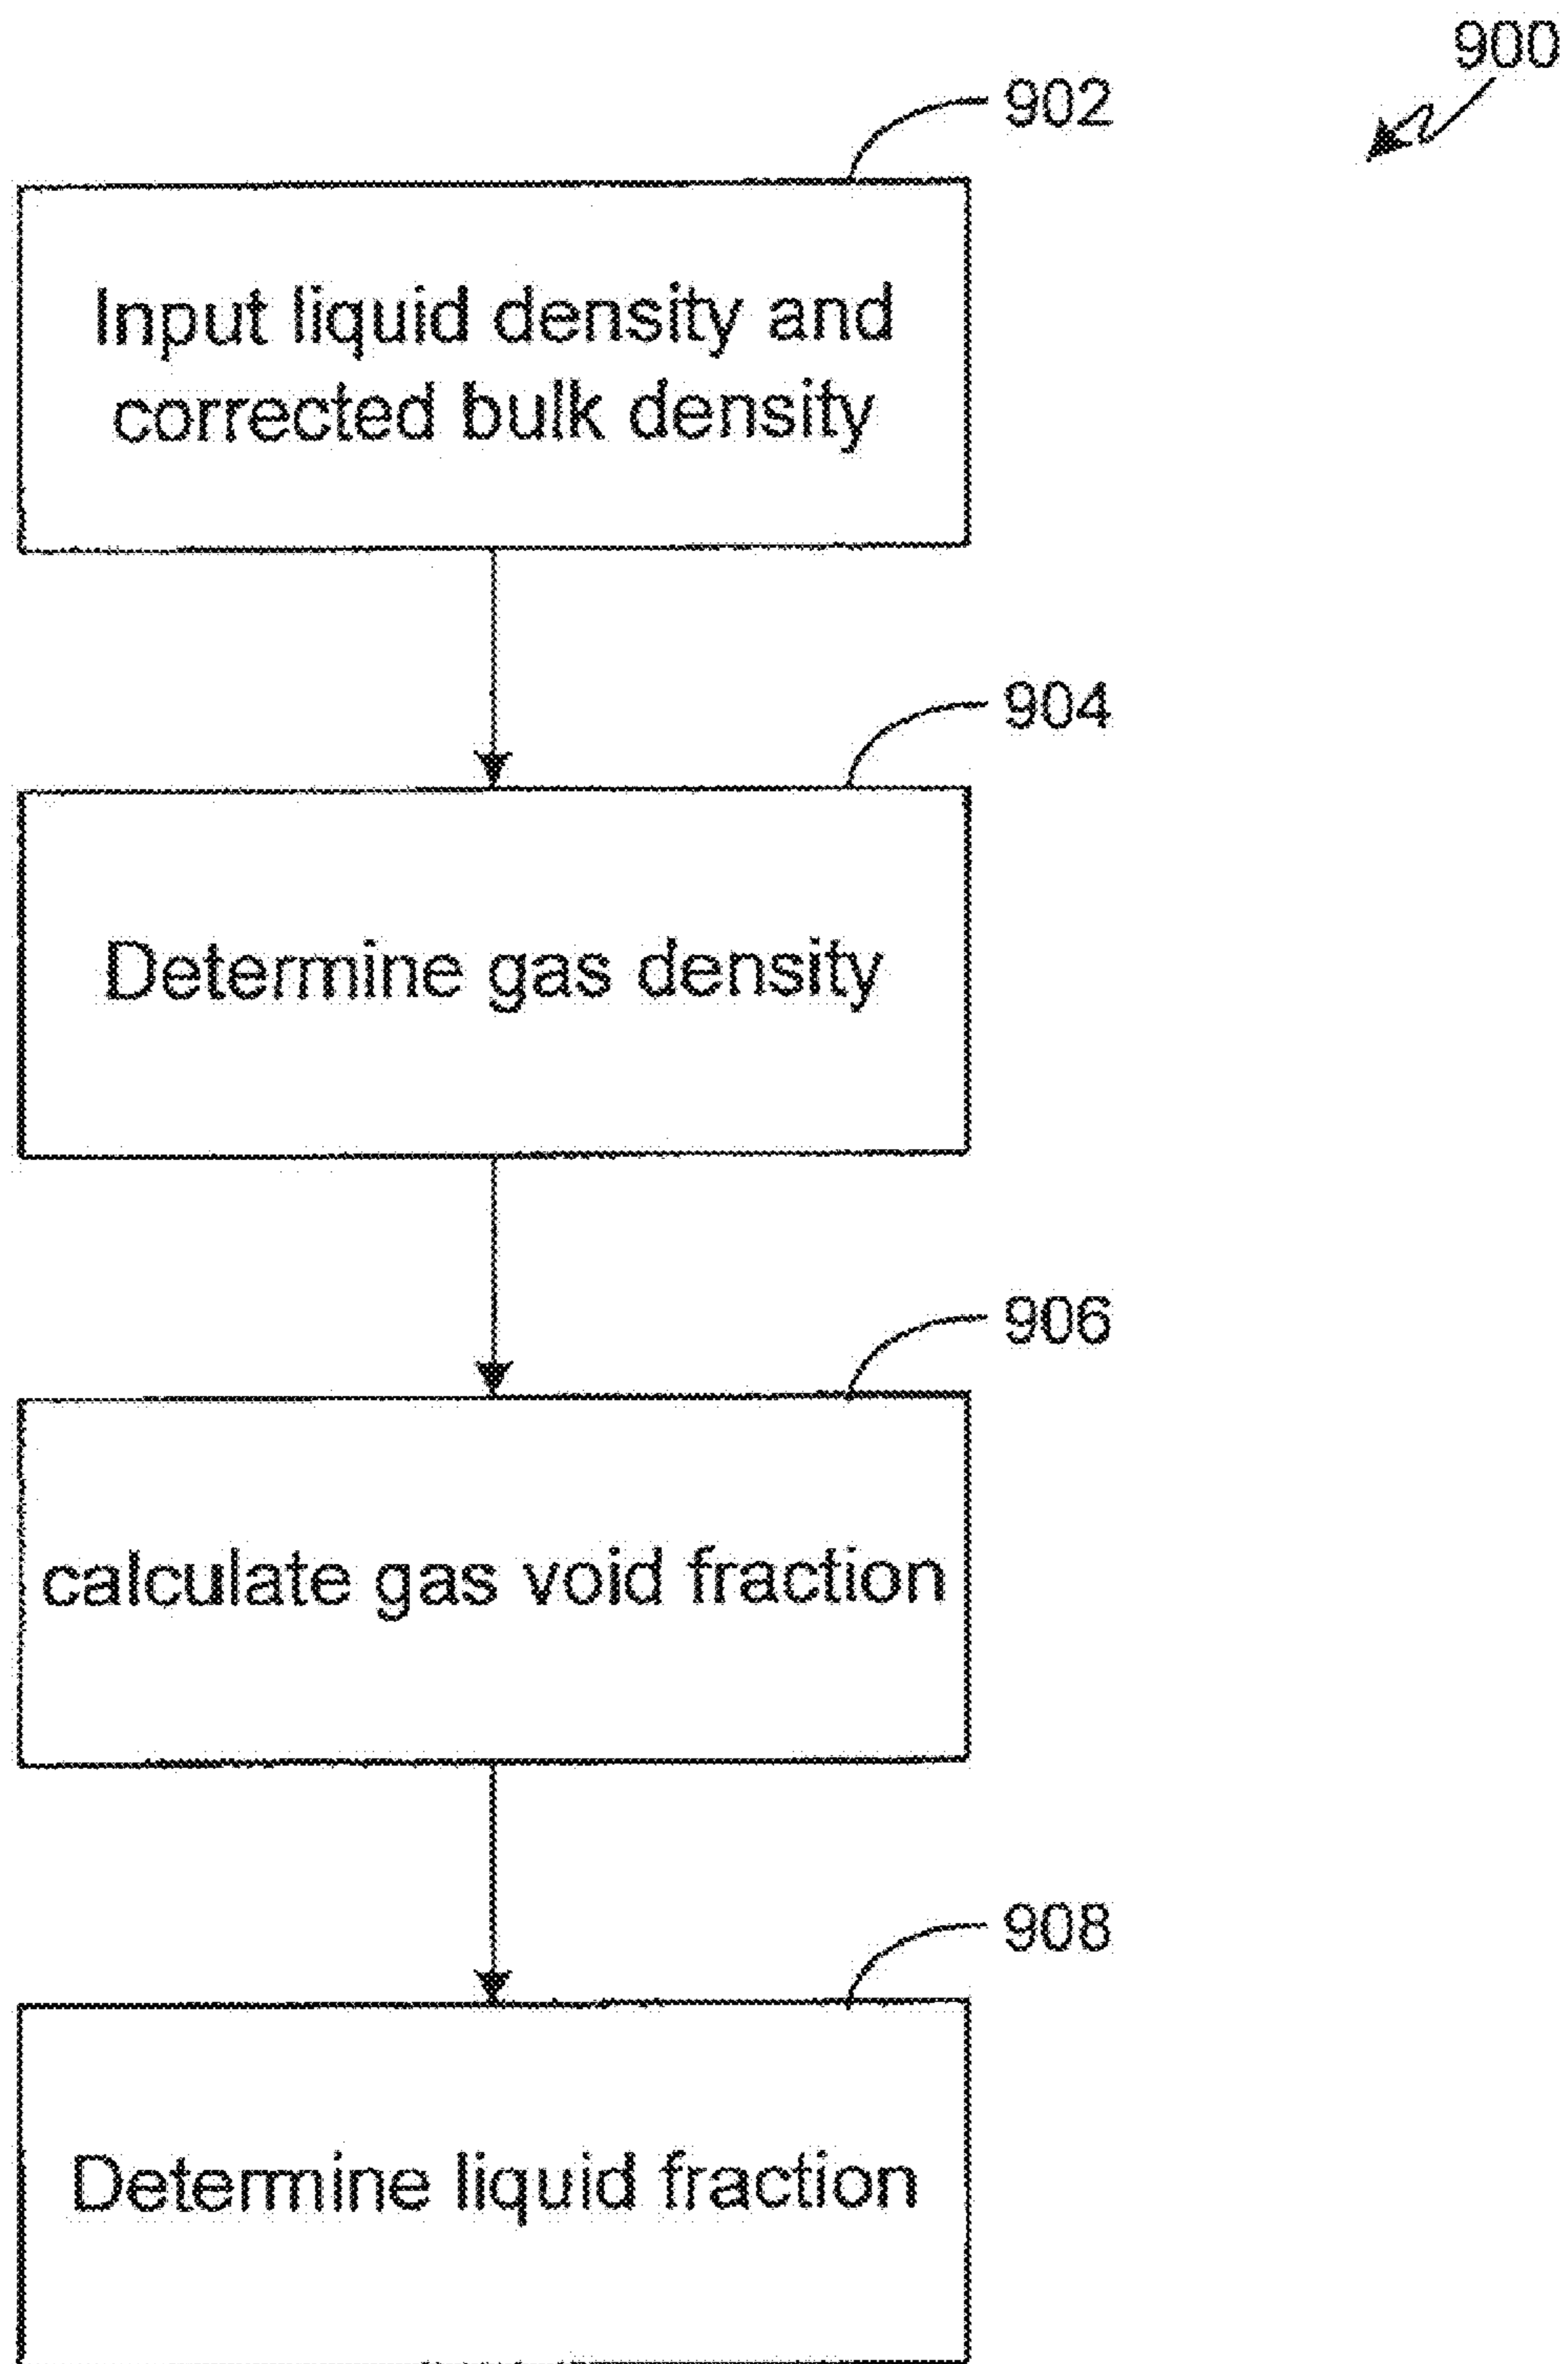 900
902
Input liquid density and
corrected bulk density
904
Determine gas density
906
calculate gas void fraction
908
Determine liquid fraction